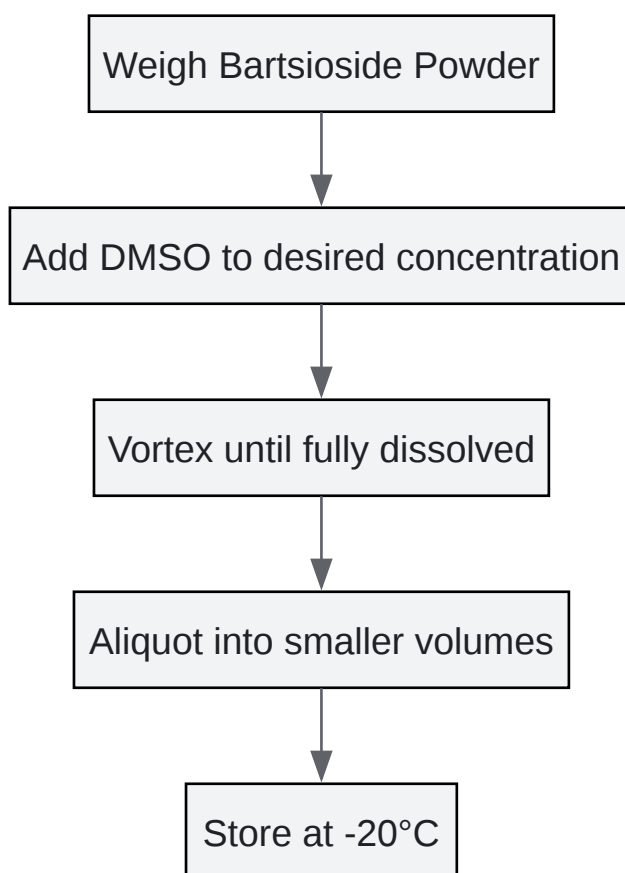 Weigh Bartsioside Powder
Add DMSO to desired concentration
Vortex until fully dissolved
Aliquot into smaller volumes
Store at -20°C